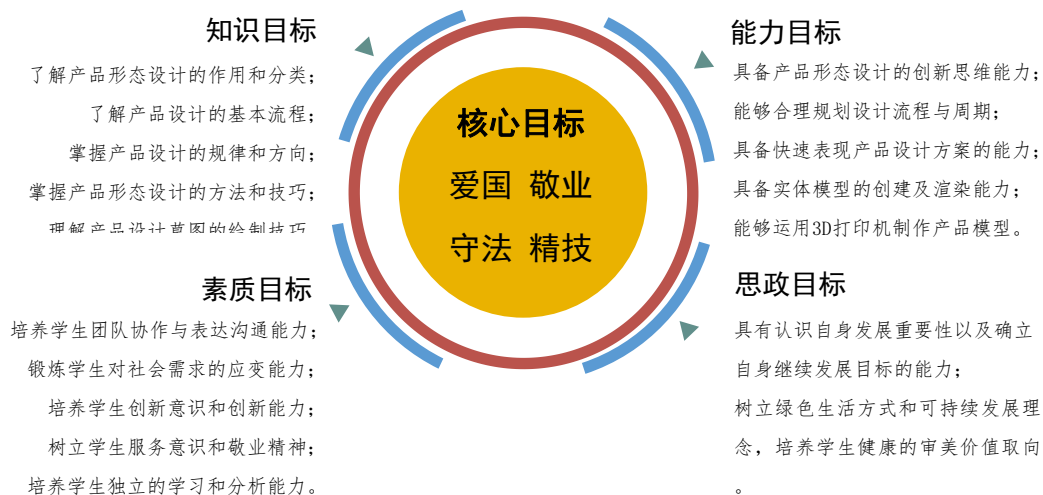 知识目标
了解产品形态设计的作用和分类;
了解产品设计的基本流程;
掌握产品设计的规律和方向;
掌握产品形态设计的方法和技巧;
理解产品设计草图的绘制技巧
核心目标
爱国 敬业
守法 精技
能力目标
具备产品形态设计的创新思维能力;
能够合理规划设计流程与周期;
具备快速表现产品设计方案的能力;
具备实体模型的创建及渲染能力;
能够运用3D打印机制作产品模型。
素质目标
培养学生团队协作与表达沟通能力;
锻炼学生对社会需求的应变能力;
培养学生创新意识和创新能力;
树立学生服务意识和敬业精神;
培养学生独立的学习和分析能力。
思政目标
具有认识自身发展重要性以及确立
自身继续发展目标的能力;
树立绿色生活方式和可持续发展理
念，培养学生健康的审美价值取向
。